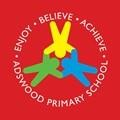 ENJOY • BELIEVE • ACHIEVE •
ADSWOOD PRIMARY SCHOOL